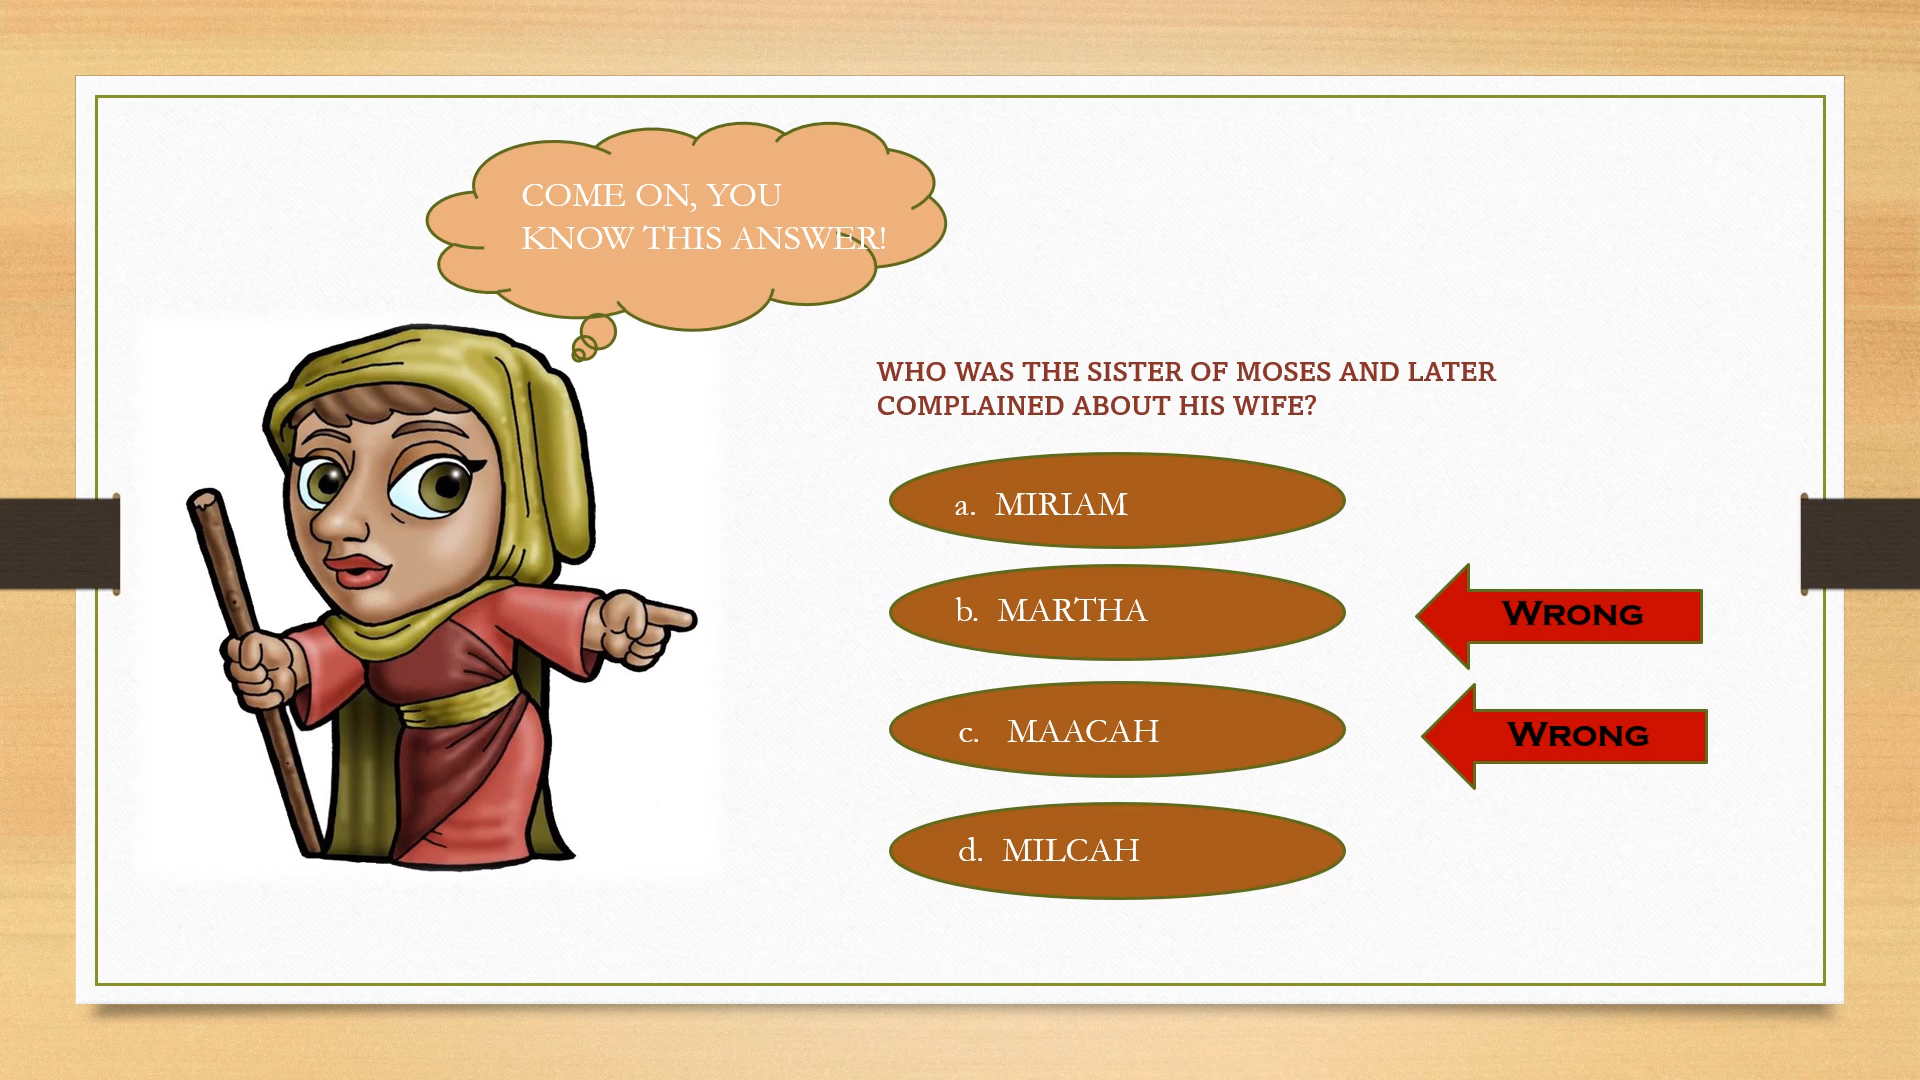 COME ON, YOU
KNOW THIS ANSWER!
WHO WAS THE SISTER OF MOSES AND LATER
COMPLAINED ABOUT HIS WIFE?
a. MIRIAM
b. MARTHA
Wrong
c. MAACAH
Wrong
d. MILCAH